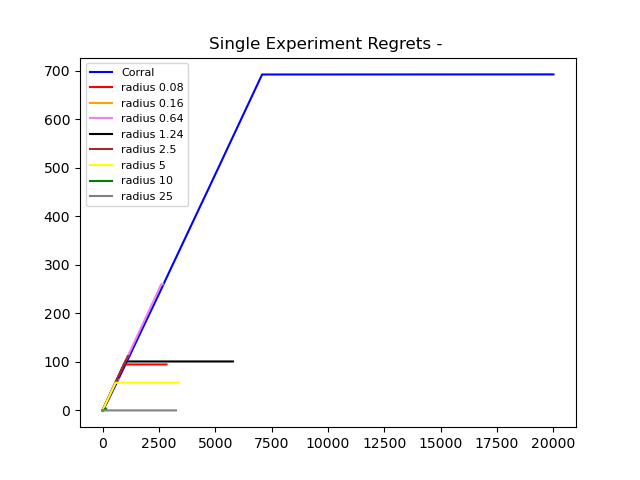 Single Experiment Regrets -
700
600
500
400
300
200
100
0
Corral
radius 0.08
radius 0.16
radius 0.64
radius 1.24
radius 2.5
radius 5
radius 10
radius 25
0 2500 5000 7500 10000 12500 15000 17500 20000